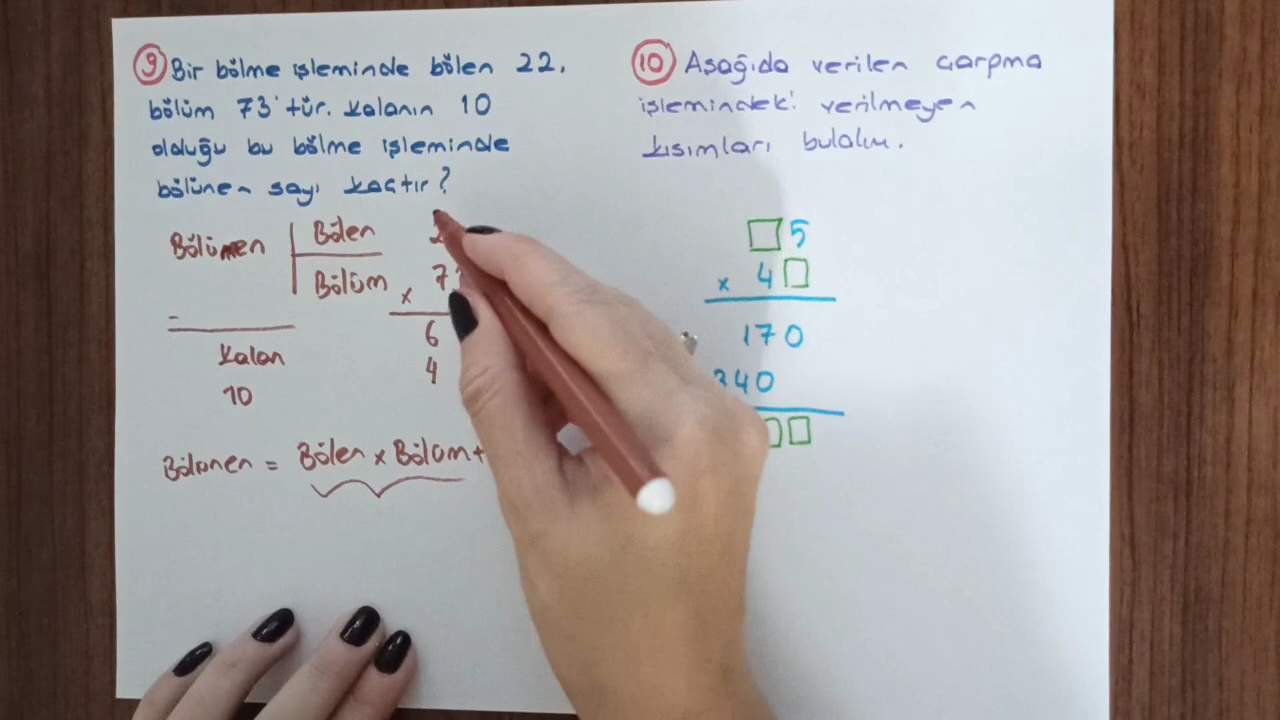 9 Bir bölme işleminde bölen 22,
bölüm 73'tür. Kalanın 10
olduğu bu bölme işleminde
bölünen sayı kaçtır?
Bölünen
Bölen
Bölüm
-
Kalan
10
2
x 7
6
4
Bölünen = Bölen x Bölüm +
10 Aşağıda verilen çarpma
işlemindeki verilmeyen
kısımları bulalım.
□5
x 4□
170
340
□□